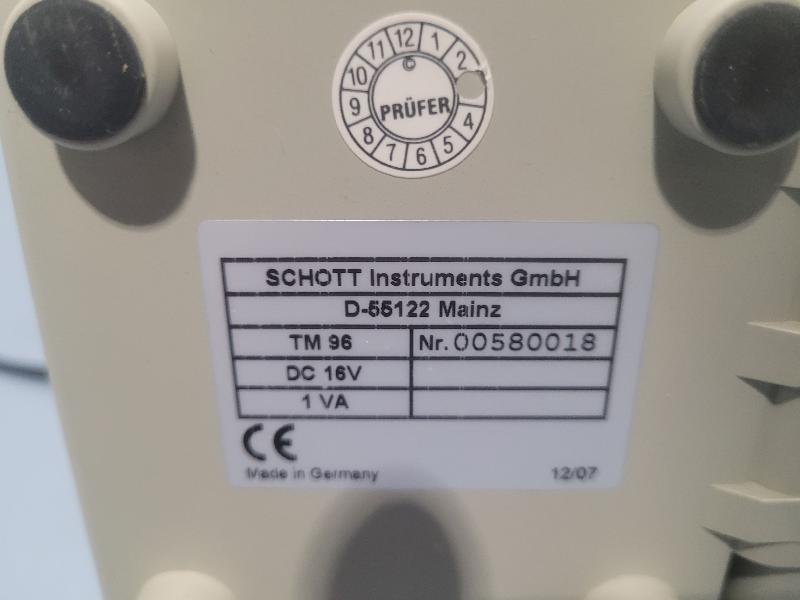 12 1 2 4 5 6 7 8 9 10 11
©
PRÜFER
SCHOTT Instruments GmbH
D-55122 Mainz
TM 96 Nr. 00580018
DC 16V
1 VA
CE
Made in Germany 12/07